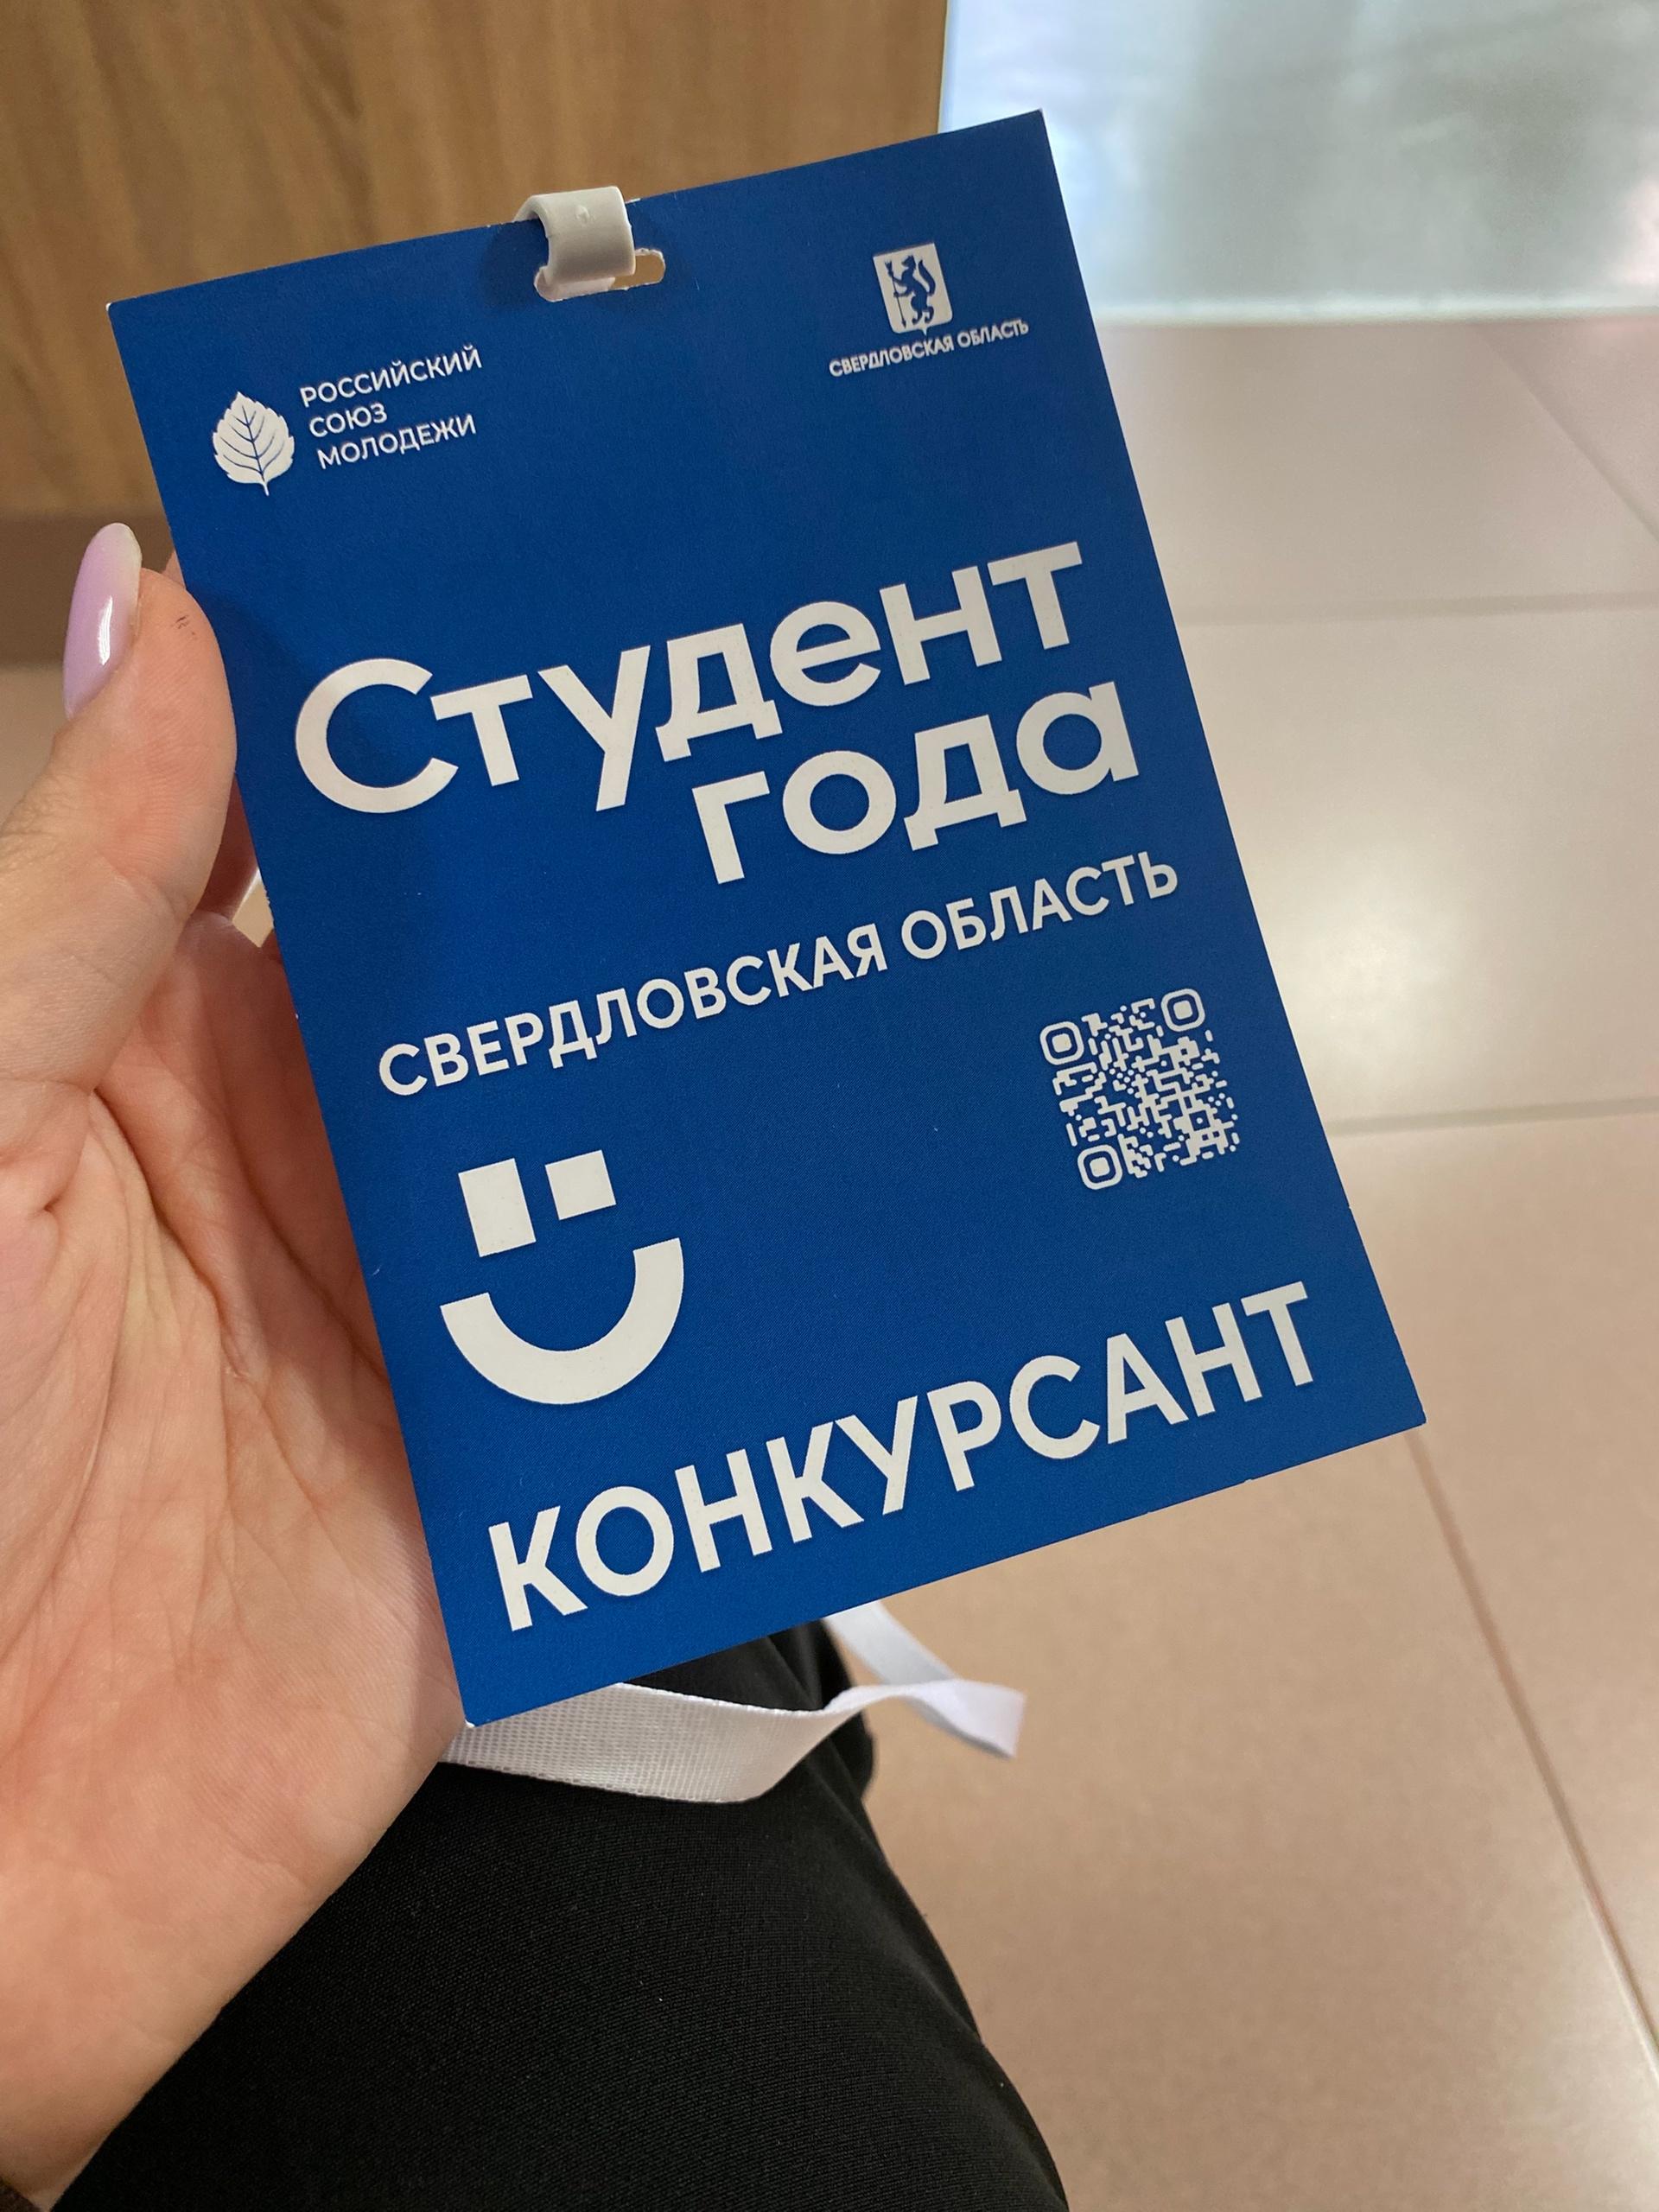 РОССИЙСКИЙ
СОЮЗ
МОЛОДЕЖИ
СВЕРДЛОВСКАЯ ОБЛАСТЬ
Студент
года
СВЕРДЛОВСКАЯ ОБЛАСТЬ
КОНКУРСАНТ